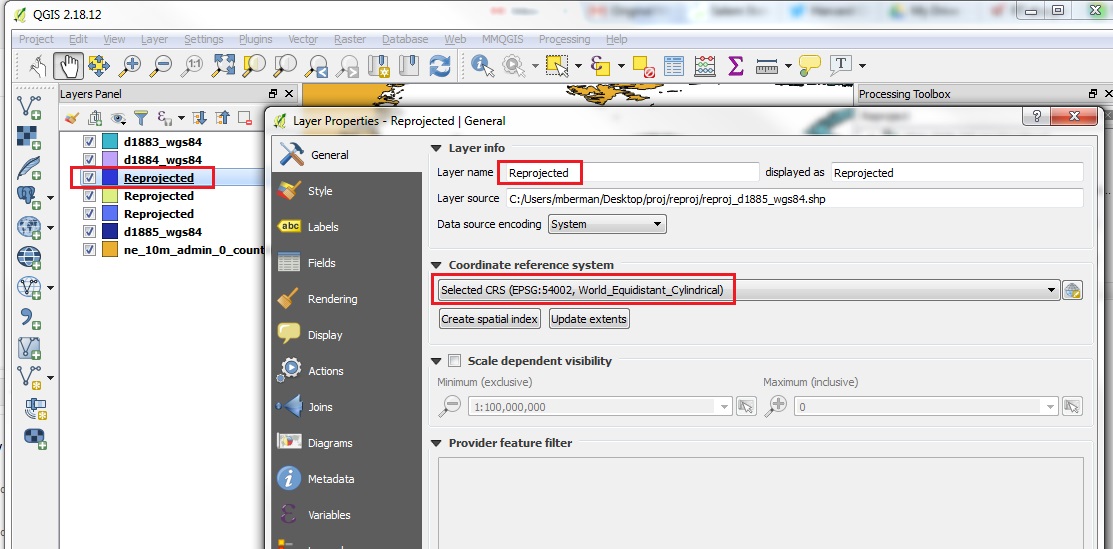 QGIS 2.18.12
Project Edit View Layer Settings Plugins Vector Raster Database Web MMQGIS Processing Help
Layers Panel
Processing Toolbox
d1883_wgs84
d1884_wgs84
Reprojected
Reprojected
Reprojected
d1885_wgs84
ne_10m_admin_0_count
Layer Properties - Reprojected | General
General
Style
abc Labels
Fields
Rendering
Display
Actions
Joins
Diagrams
Metadata
Variables
Layer info
Layer name Reprojected displayed as Reprojected
Layer source C:/Users/mberman/Desktop/proj/reproj/reproj_d1885_wgs84.shp
Data source encoding System
Coordinate reference system
Selected CRS (EPSG:54002, World_Equidistant_Cylindrical)
Create spatial index Update extents
Scale dependent visibility
Minimum (exclusive) Maximum (inclusive)
1:100,000,000 0
Provider feature filter